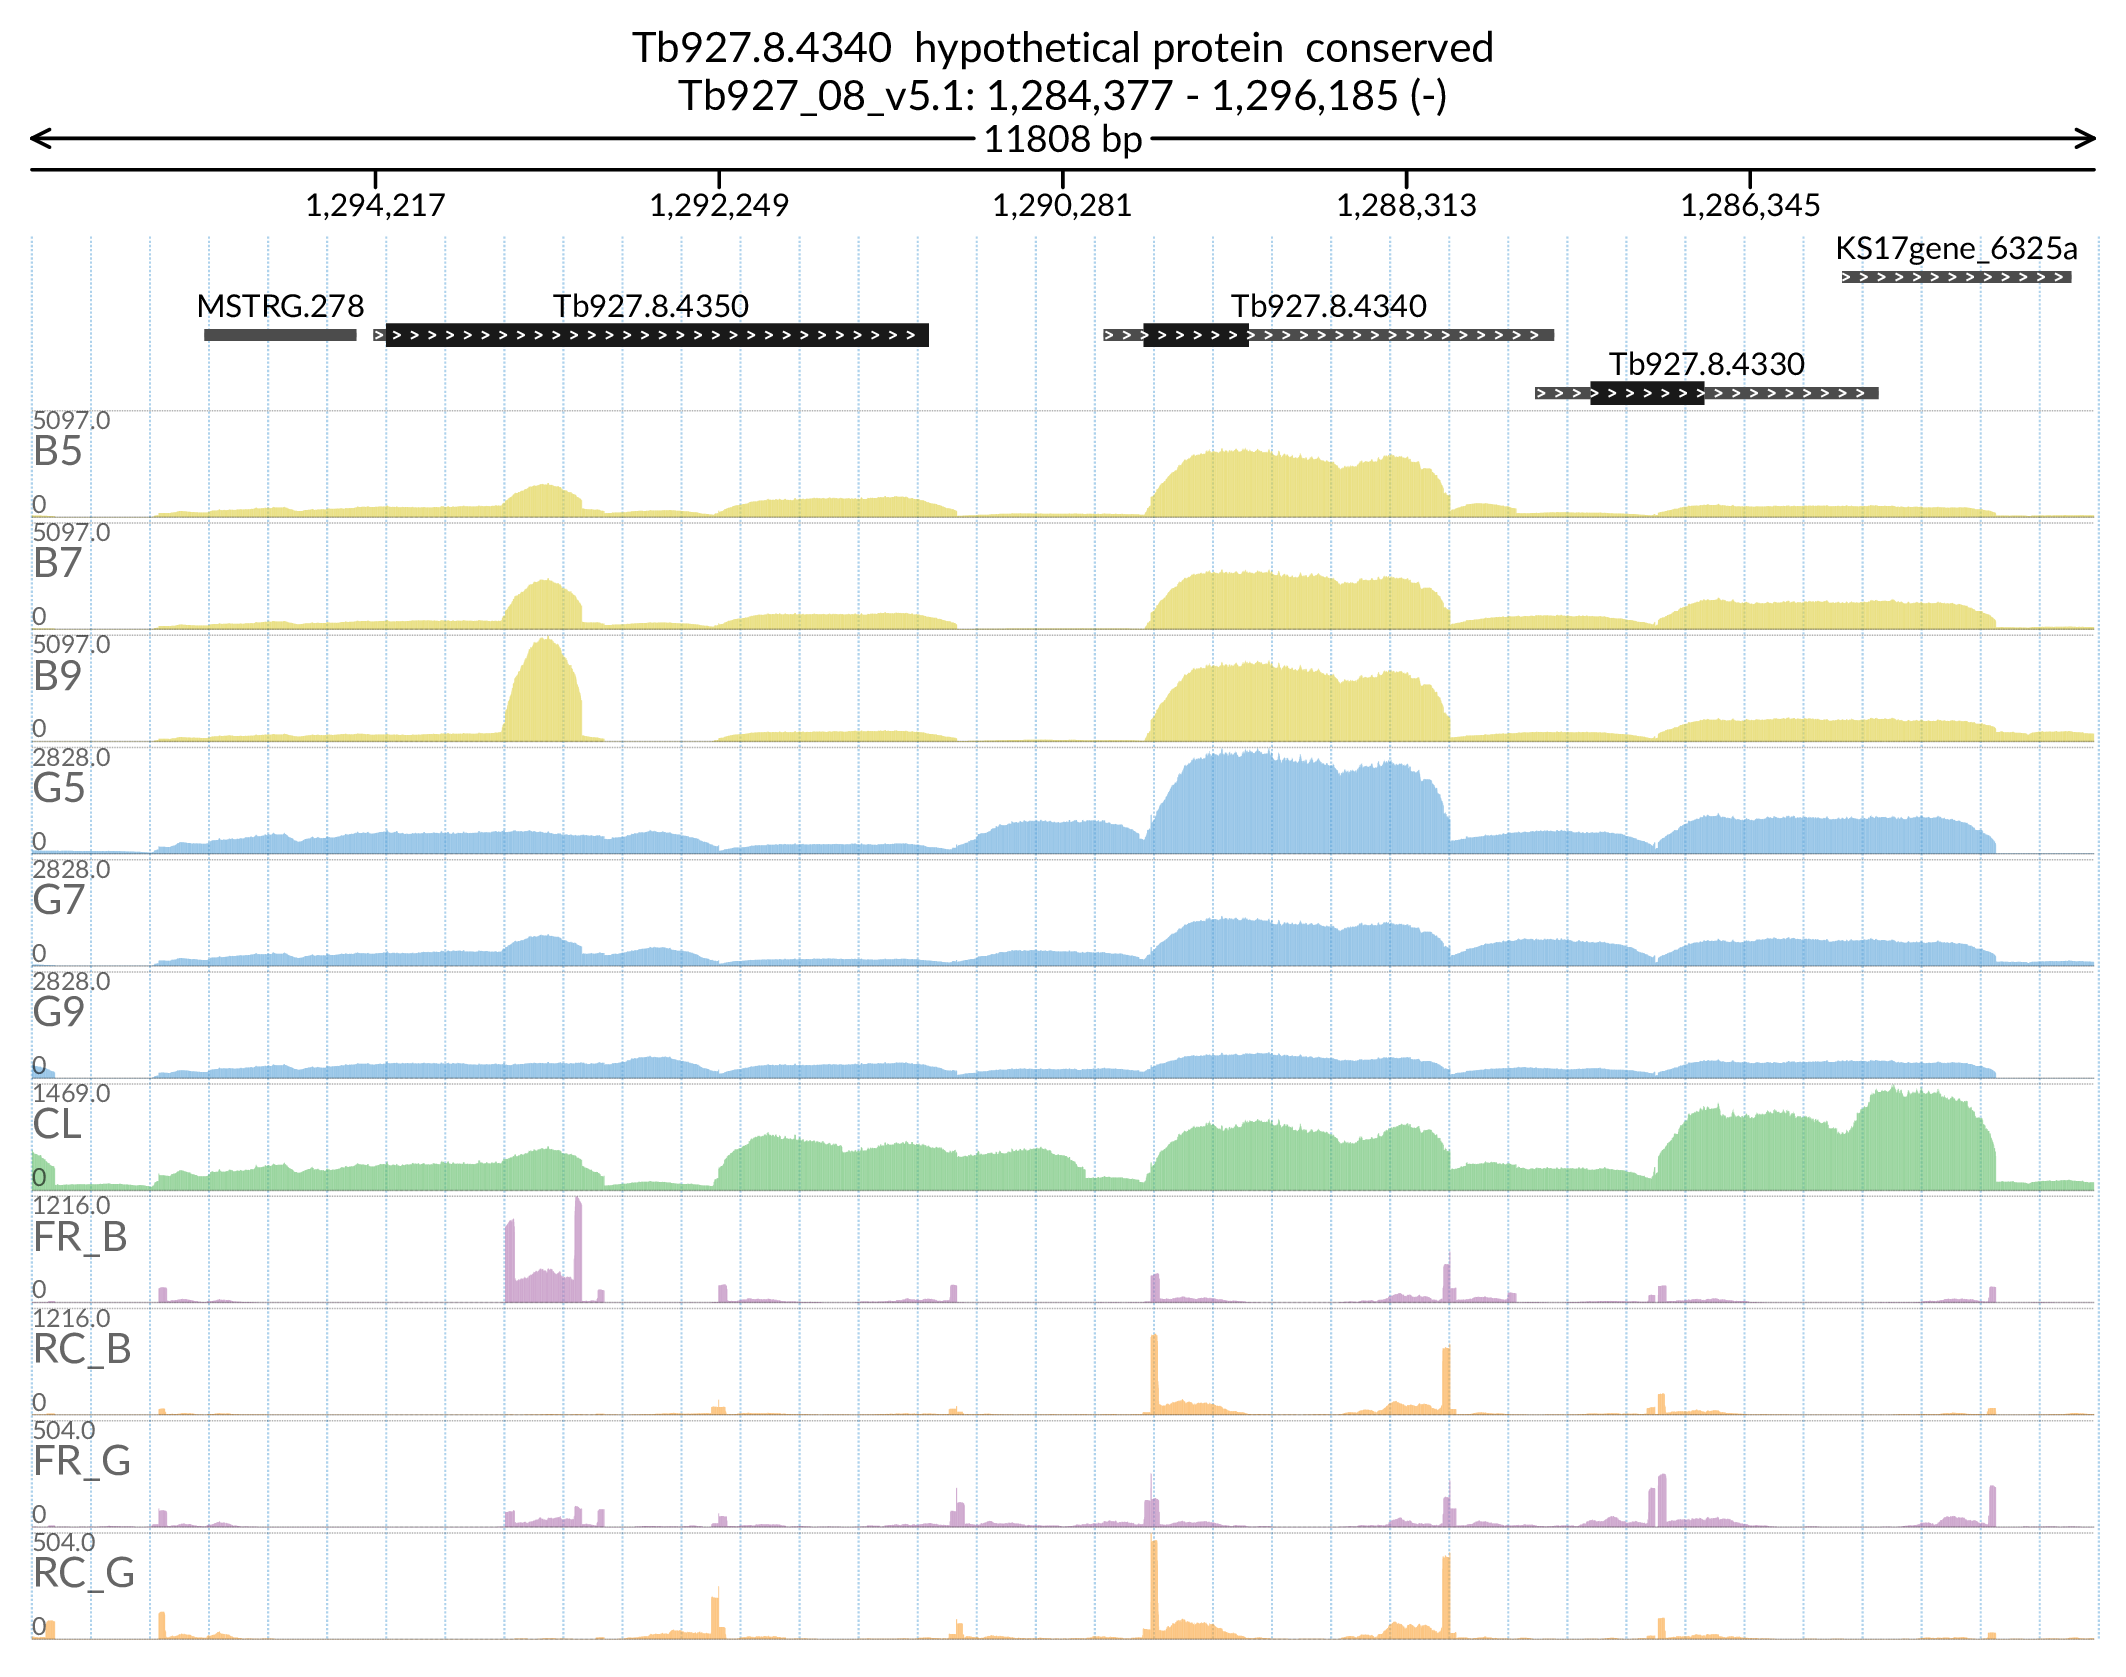 Tb927.8.4340  hypothetical protein  conserved
Tb927_08_v5.1: 1,284,377 - 1,296,185 (-)
11808 bp
1,294,217 1,292,249 1,290,281 1,288,313 1,286,345
KS17gene_6325a
MSTRG.278 Tb927.8.4350 Tb927.8.4340
Tb927.8.4330
5097.0
B5
0
5097.0
B7
0
5097.0
B9
0
2828.0
G5
0
2828.0
G7
0
2828.0
G9
0
1469.0
CL
0
1216.0
FR_B
0
1216.0
RC_B
0
504.0
FR_G
0
504.0
RC_G
0